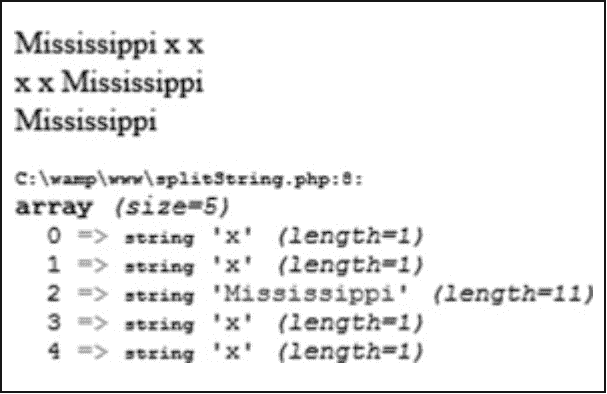 Mississippi x x
x x Mississippi
Mississippi
C:\wamp\www\splitString.php:8:
array (size=5)
0 => string 'x' (length=1)
1 => string 'x' (length=1)
2 => string 'Mississippi' (length=11)
3 => string 'x' (length=1)
4 => string 'x' (length=1)